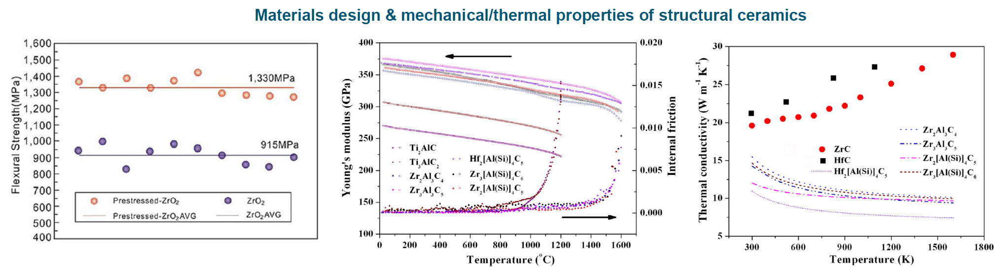 Materials design & mechanical/thermal properties of structural ceramics
Flexural Strength(MPa)
1,600
1,500
1,400
1,300
1,200
1,100
1,000
900
800
700
600
500
400
1,330MPa
915MPa
Prestressed-ZrO₂
ZrO₂
Prestressed-ZrO₂AVG
ZrO₂AVG
Young's modulus (GPa)
400
350
300
250
200
150
100
Ti₂AlC
Ti₃AlC₂
Zr₂Al₃C₄
Zr₃Al₃C₅
Hf₂[Al(Si)]₄C₅
Zr₃[Al(Si)]₄C₆
Zr₂[Al(Si)]₄C₅
0.020
0.015
0.010
0.005
0.000
Internal friction
0 200 400 600 800 1000 1200 1400 1600
Temperature (°C)
Thermal conductivity (W m⁻¹ K⁻¹)
30
25
20
15
10
5
ZrC
HfC
Hf₂[Al(Si)]₄C₅
Zr₂Al₃C₄
Zr₃Al₃C₅
Zr₂[Al(Si)]₄C₅
Zr₃[Al(Si)]₄C₆
300 600 900 1200 1500 1800
Temperature (K)